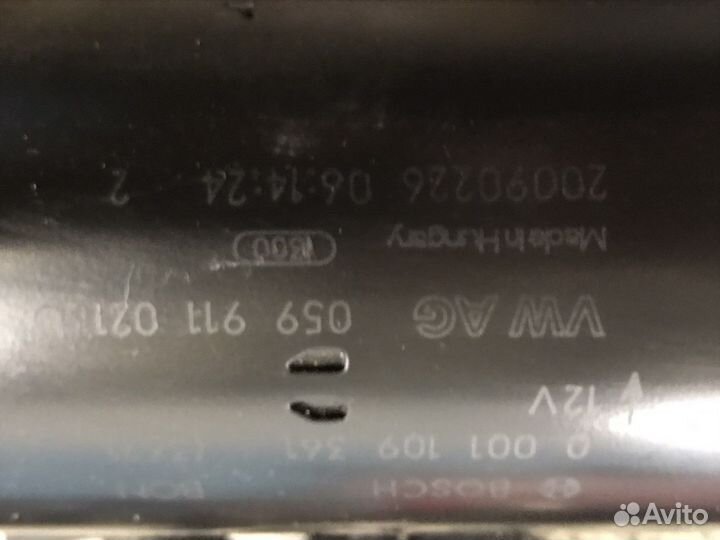 BOSCH
0 001 109 361
12V
VW AG 059 911 021
Made in Hungary
20090226 06:14:24 2
Avito